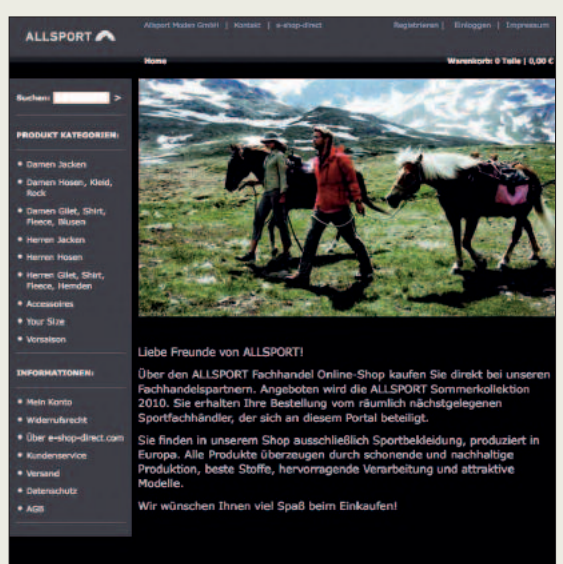 ALLSPORT
Allsport Moden GmbH | Kontakt | e-shop-direct
Registrieren | Einloggen | Impressum
Home
Warenkorb: 0 Teile | 0,00 €
Suchen: >
PRODUKT KATEGORIEN:
• Damen Jacken
• Damen Hosen, Kleid,
Rock
• Damen Gilet, Shirt,
Fleece, Blusen
• Herren Jacken
• Herren Hosen
• Herren Gilet, Shirt,
Fleece, Hemden
• Accessoires
• Your Size
• Vorsaison
INFORMATIONEN:
• Mein Konto
• Widerrufsrecht
• Über e-shop-direct.com
• Kundenservice
• Versand
• Datenschutz
• AGB
Liebe Freunde von ALLSPORT!
Über den ALLSPORT Fachhandel Online-Shop kaufen Sie direkt bei unseren
Fachhandelspartnern. Angeboten wird die ALLSPORT Sommerkollektion
2010. Sie erhalten Ihre Bestellung vom räumlich nächstgelegenen
Sportfachhändler, der sich an diesem Portal beteiligt.
Sie finden in unserem Shop ausschließlich Sportbekleidung, produziert in
Europa. Alle Produkte überzeugen durch schonende und nachhaltige
Produktion, beste Stoffe, hervorragende Verarbeitung und attraktive
Modelle.
Wir wünschen Ihnen viel Spaß beim Einkaufen!